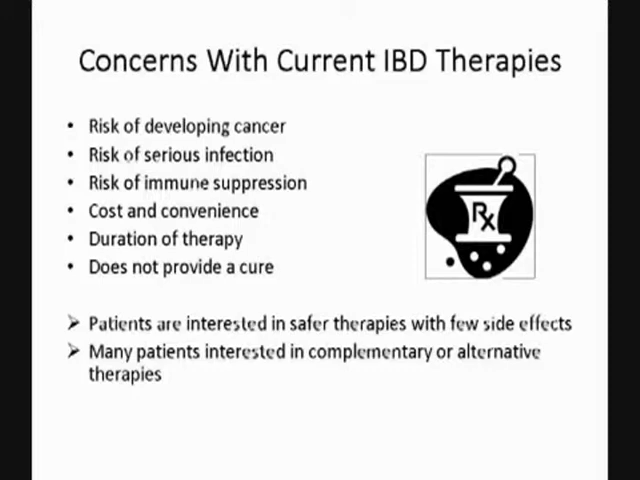 Concerns With Current IBD Therapies
• Risk of developing cancer
• Risk of serious infection
• Risk of immune suppression
• Cost and convenience
• Duration of therapy
• Does not provide a cure
Rx
➢ Patients are interested in safer therapies with few side effects
➢ Many patients interested in complementary or alternative
therapies